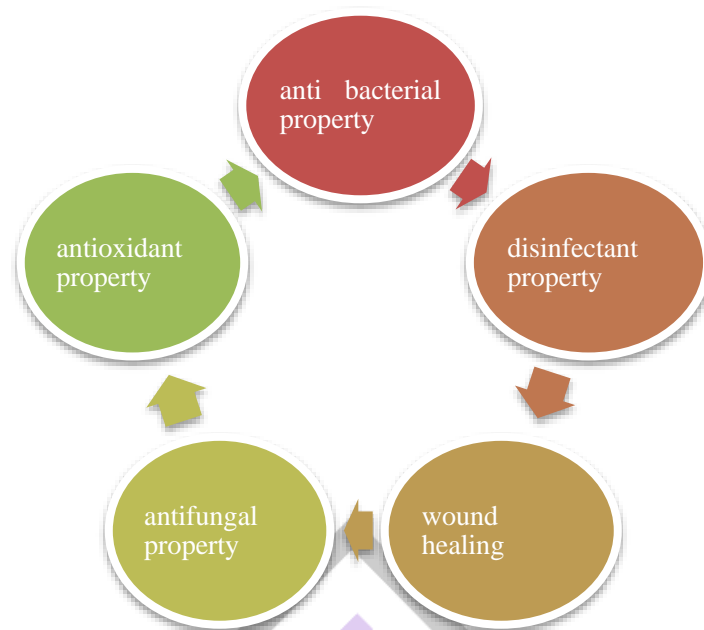 anti bacterial
property
disinfectant
property
wound
healing
antifungal
property
antioxidant
property